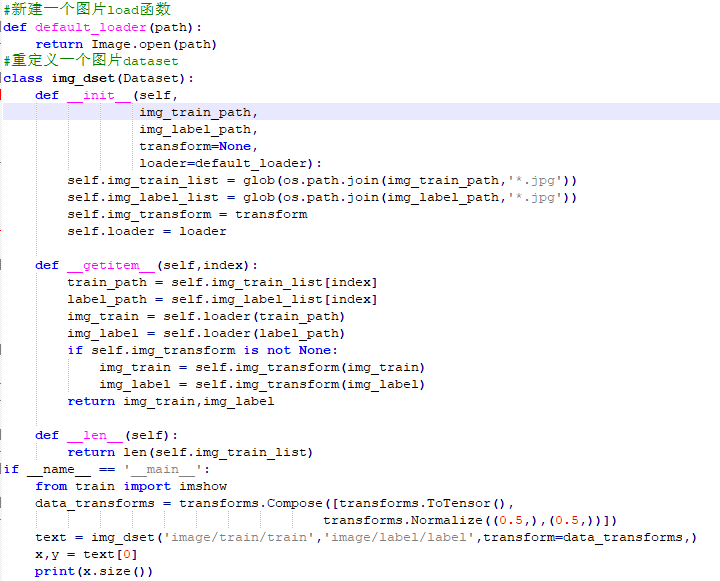 #新建一个图片load函数
def default_loader(path):
    return Image.open(path)
#重定义一个图片dataset
class img_dset(Dataset):
    def __init__(self,
                 img_train_path,
                 img_label_path,
                 transform=None,
                 loader=default_loader):
        self.img_train_list = glob(os.path.join(img_train_path,'*.jpg'))
        self.img_label_list = glob(os.path.join(img_label_path,'*.jpg'))
        self.img_transform = transform
        self.loader = loader

    def __getitem__(self,index):
        train_path = self.img_train_list[index]
        label_path = self.img_label_list[index]
        img_train = self.loader(train_path)
        img_label = self.loader(label_path)
        if self.img_transform is not None:
            img_train = self.img_transform(img_train)
            img_label = self.img_transform(img_label)
        return img_train,img_label

    def __len__(self):
        return len(self.img_train_list)
if __name__ == '__main__':
    from train import imshow
    data_transforms = transforms.Compose([transforms.ToTensor(),
                                        transforms.Normalize((0.5,),(0.5,))])
    text = img_dset('image/train/train','image/label/label',transform=data_transforms,)
    x,y = text[0]
    print(x.size())